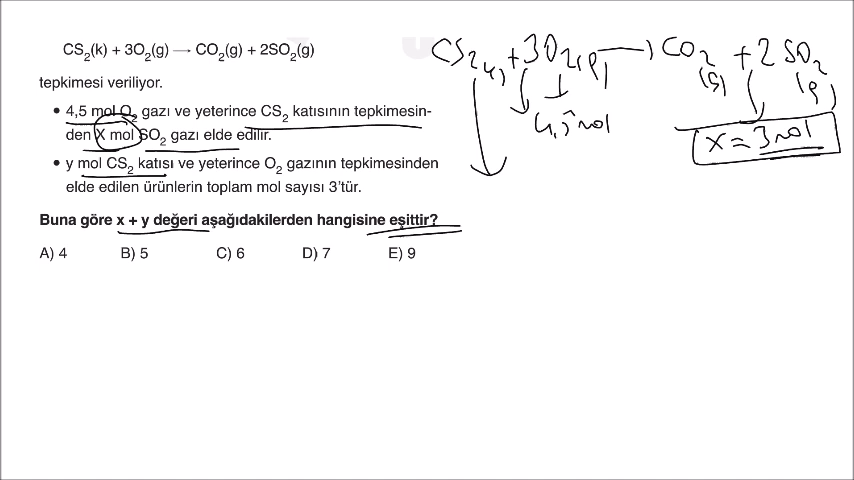 CS₂(k) + 3O₂(g) → CO₂(g) + 2SO₂(g)
tepkimesi veriliyor.
• 4,5 mol O₂ gazı ve yeterince CS₂ katısının tepkimesin-
den X mol SO₂ gazı elde edilir.
• y mol CS₂ katısı ve yeterince O₂ gazının tepkimesinden
elde edilen ürünlerin toplam mol sayısı 3'tür.
Buna göre x + y değeri aşağıdakilerden hangisine eşittir?
A) 4 B) 5 C) 6 D) 7 E) 9
CS₂(k) + 3O₂(g) → CO₂(g) + 2SO₂(g)
4,5 mol
x = 3 mol